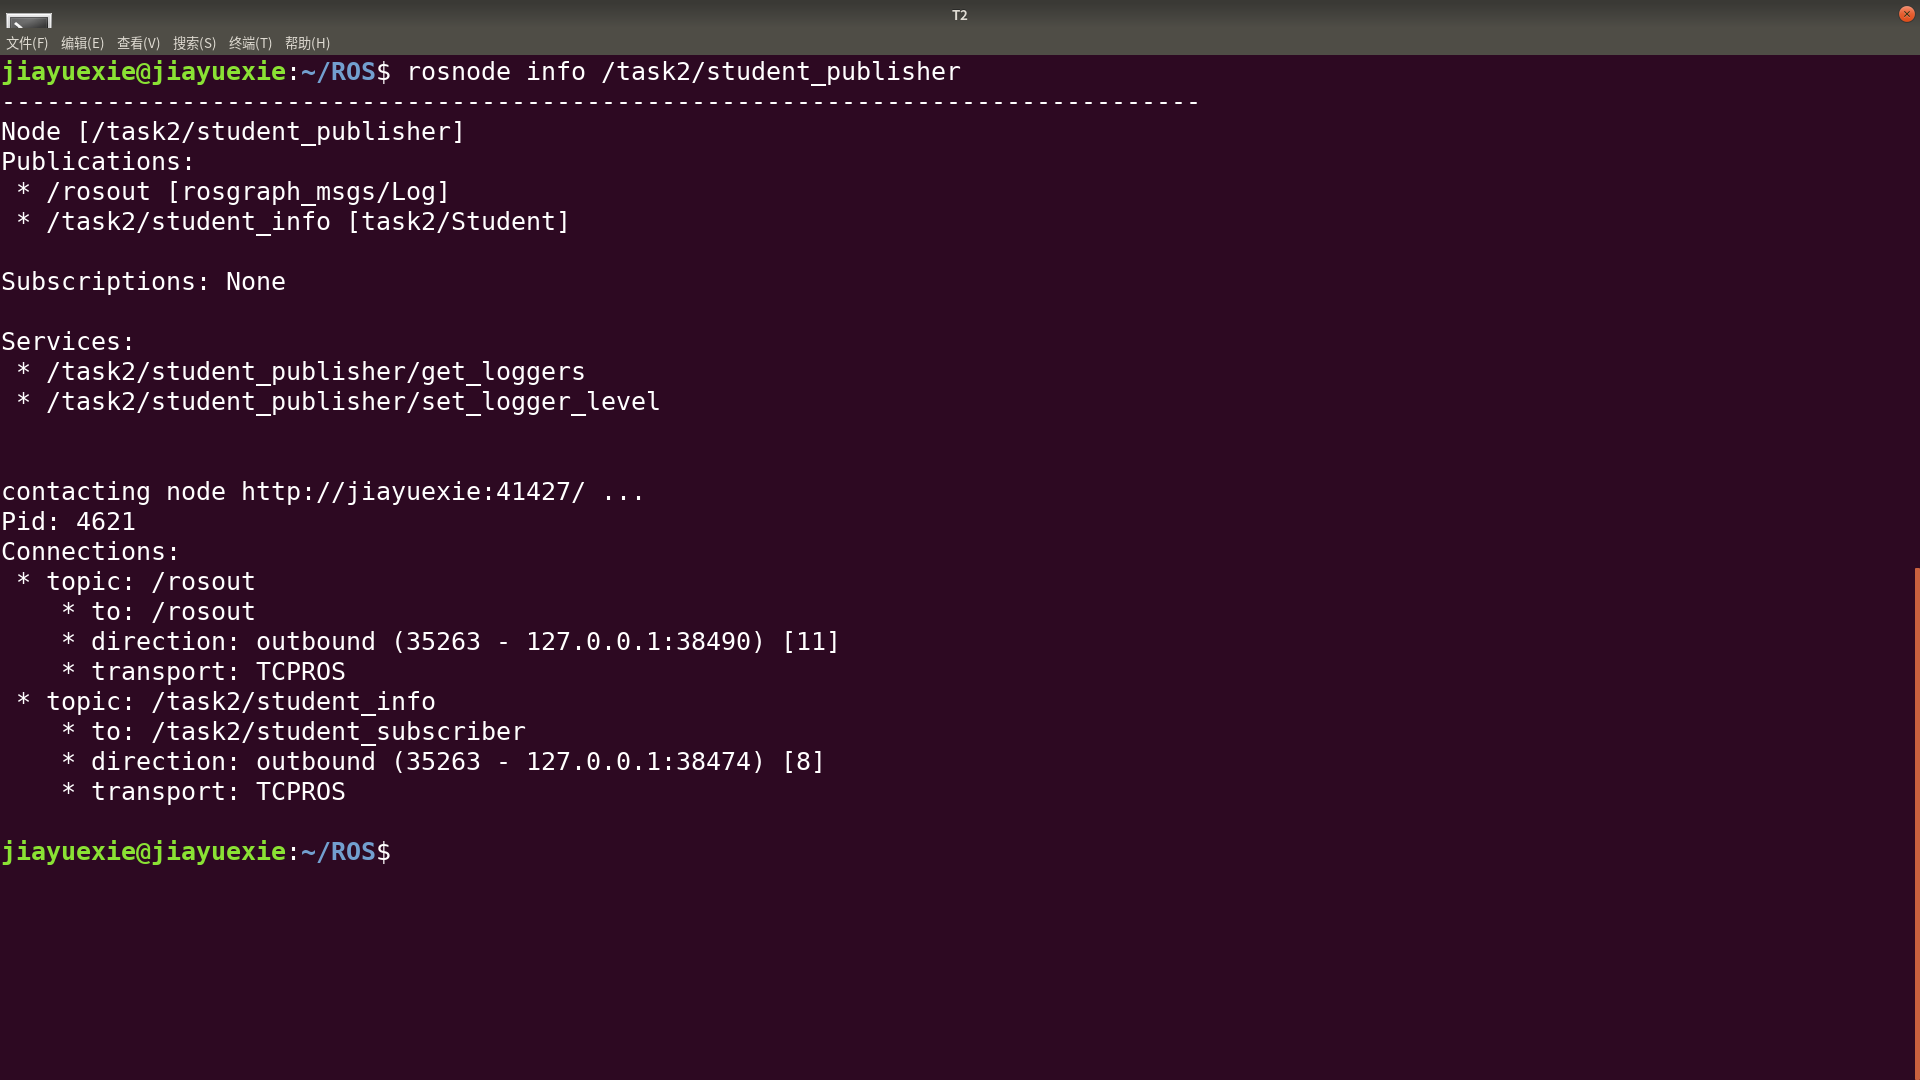 T2
文件(F) 编辑(E) 查看(V) 搜索(S) 终端(T) 帮助(H)
jiayuexie@jiayuexie:~/ROS$ rosnode info /task2/student_publisher
--------------------------------------------------------------------------------
Node [/task2/student_publisher]
Publications:
 * /rosout [rosgraph_msgs/Log]
 * /task2/student_info [task2/Student]

Subscriptions: None

Services:
 * /task2/student_publisher/get_loggers
 * /task2/student_publisher/set_logger_level


contacting node http://jiayuexie:41427/ ...
Pid: 4621
Connections:
 * topic: /rosout
    * to: /rosout
    * direction: outbound (35263 - 127.0.0.1:38490) [11]
    * transport: TCPROS
 * topic: /task2/student_info
    * to: /task2/student_subscriber
    * direction: outbound (35263 - 127.0.0.1:38474) [8]
    * transport: TCPROS

jiayuexie@jiayuexie:~/ROS$